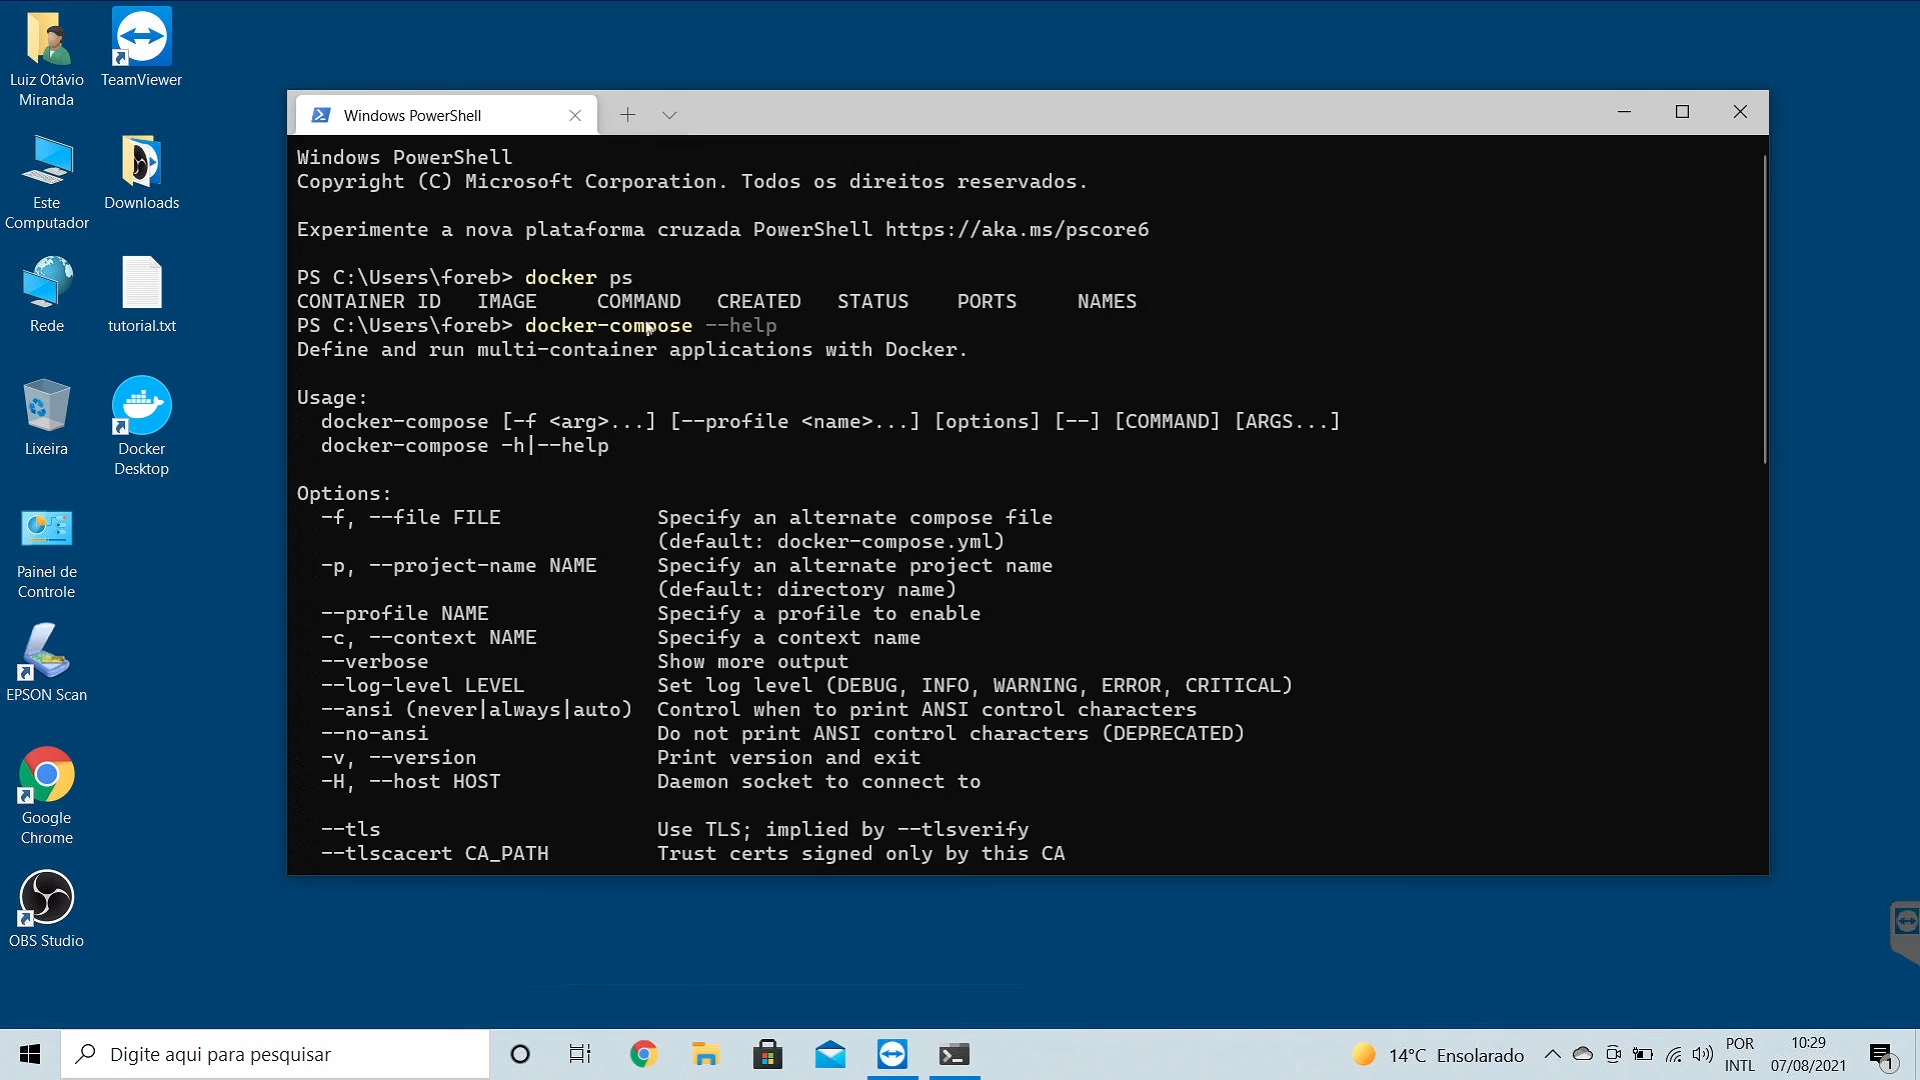 Luiz Otávio
Miranda
TeamViewer
Este
Computador
Downloads
Rede
tutorial.txt
Lixeira
Docker
Desktop
Painel de
Controle
EPSON Scan
Google
Chrome
OBS Studio
Windows PowerShell
Windows PowerShell
Copyright (C) Microsoft Corporation. Todos os direitos reservados.
Experimente a nova plataforma cruzada PowerShell https://aka.ms/pscore6
PS C:\Users\foreb> docker ps
CONTAINER ID   IMAGE     COMMAND   CREATED   STATUS    PORTS     NAMES
PS C:\Users\foreb> docker-compose --help
Define and run multi-container applications with Docker.
Usage:
docker-compose [-f <arg>...] [--profile <name>...] [options] [--] [COMMAND] [ARGS...]
docker-compose -h|--help
Options:
-f, --file FILE             Specify an alternate compose file
(default: docker-compose.yml)
-p, --project-name NAME     Specify an alternate project name
(default: directory name)
--profile NAME              Specify a profile to enable
-c, --context NAME          Specify a context name
--verbose                   Show more output
--log-level LEVEL           Set log level (DEBUG, INFO, WARNING, ERROR, CRITICAL)
--ansi (never|always|auto)  Control when to print ANSI control characters
--no-ansi                   Do not print ANSI control characters (DEPRECATED)
-v, --version               Print version and exit
-H, --host HOST             Daemon socket to connect to
--tls                       Use TLS; implied by --tlsverify
--tlscacert CA_PATH         Trust certs signed only by this CA
Digite aqui para pesquisar
14°C Ensolarado
POR
INTL
10:29
07/08/2021
1